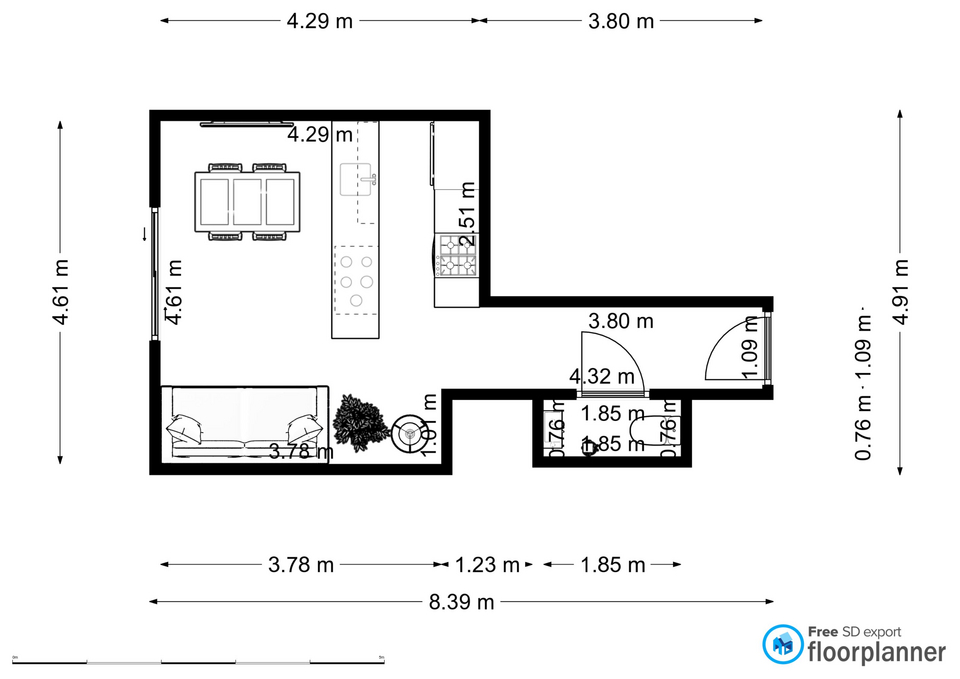 4.29 m
3.80 m
4.29 m
2.51 m
4.61 m
4.61 m
4.91 m
3.80 m
1.09 m
0.76 m · 1.09 m ·
4.32 m
1.85 m
0.76 m
0.76 m
1.85 m
1.01 m
3.78 m
3.78 m
1.23 m
1.85 m
8.39 m
Free SD export
floorplanner